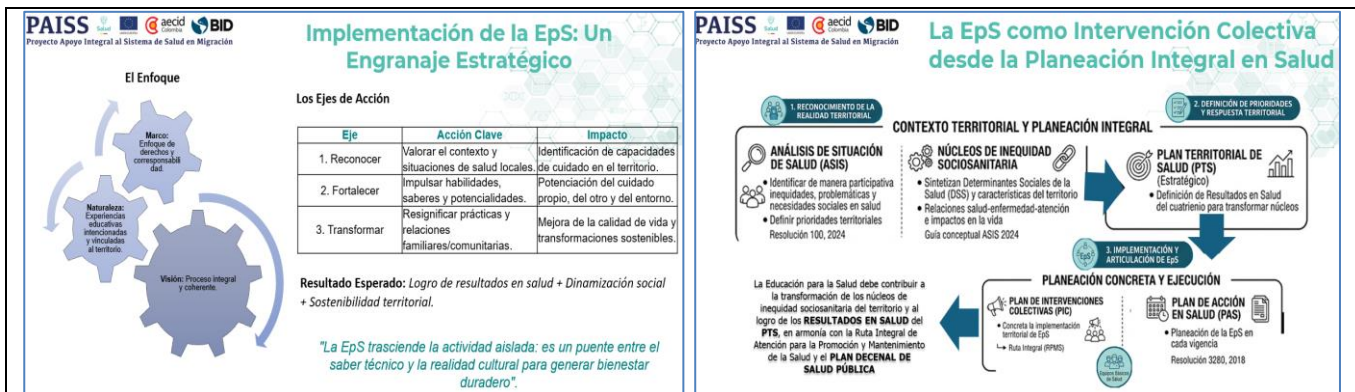 PAISS
Salud
aecid
Colombia
BID
Proyecto Apoyo Integral al Sistema de Salud en Migración
Implementación de la EpS: Un
Engranaje Estratégico
El Enfoque
Marco:
Enfoque de
derechos y
corresponsabili
dad.
Naturaleza:
Experiencias
educativas
intencionadas
y vinculadas
al territorio.
Visión: Proceso integral
y coherente.
Los Ejes de Acción
Eje Acción Clave Impacto
1. Reconocer
Valorar el contexto y
situaciones de salud locales.
Identificación de capacidades
de cuidado en el territorio.
2. Fortalecer
Impulsar habilidades,
saberes y potencialidades.
Potenciación del cuidado
propio, del otro y del entorno.
3. Transformar
Resignificar prácticas y
relaciones
familiares/comunitarias.
Mejora de la calidad de vida y
transformaciones sostenibles.
Resultado Esperado: Logro de resultados en salud + Dinamización social
+ Sostenibilidad territorial.
"La EpS trasciende la actividad aislada: es un puente entre el
saber técnico y la realidad cultural para generar bienestar
duradero".
PAISS
Salud
aecid
Colombia
BID
Proyecto Apoyo Integral al Sistema de Salud en Migración
La EpS como Intervención Colectiva
desde la Planeación Integral en Salud
1. RECONOCIMIENTO DE LA
REALIDAD TERRITORIAL
2. DEFINICIÓN DE PRIORIDADES
Y RESPUESTA TERRITORIAL
CONTEXTO TERRITORIAL Y PLANEACIÓN INTEGRAL
ANÁLISIS DE SITUACIÓN
DE SALUD (ASIS)
• Identificar de manera participativa
inequidades, problemáticas y
necesidades sociales en salud
• Definir prioridades territoriales
Resolución 100, 2024
NÚCLEOS DE INEQUIDAD
SOCIOSANITARIA
• Sintetizan Determinantes Sociales de la
Salud (DSS) y características del territorio
• Relaciones salud-enfermedad-atención
e impactos en la vida
Guía conceptual ASIS 2024
PLAN TERRITORIAL DE
SALUD (PTS)
(Estratégico)
• Definición de Resultados en Salud
del cuatrienio para transformar núcleos
3. IMPLEMENTACIÓN Y
ARTICULACIÓN DE EpS
PLANEACIÓN CONCRETA Y EJECUCIÓN
PLAN DE INTERVENCIONES
COLECTIVAS (PIC)
• Concreta la implementación
territorial de EpS
Ruta Integral (RPMS)
Equipos Básicos
de Salud
PLAN DE ACCIÓN
EN SALUD (PAS)
• Planeación de la EpS en
cada vigencia
Resolución 3280, 2018
La Educación para la Salud debe contribuir a
la transformación de los núcleos de
inequidad sociosanitaria del territorio y al
logro de los RESULTADOS EN SALUD del
PTS, en armonía con la Ruta Integral de
Atención para la Promoción y Mantenimiento
de la Salud y el PLAN DECENAL DE
SALUD PÚBLICA